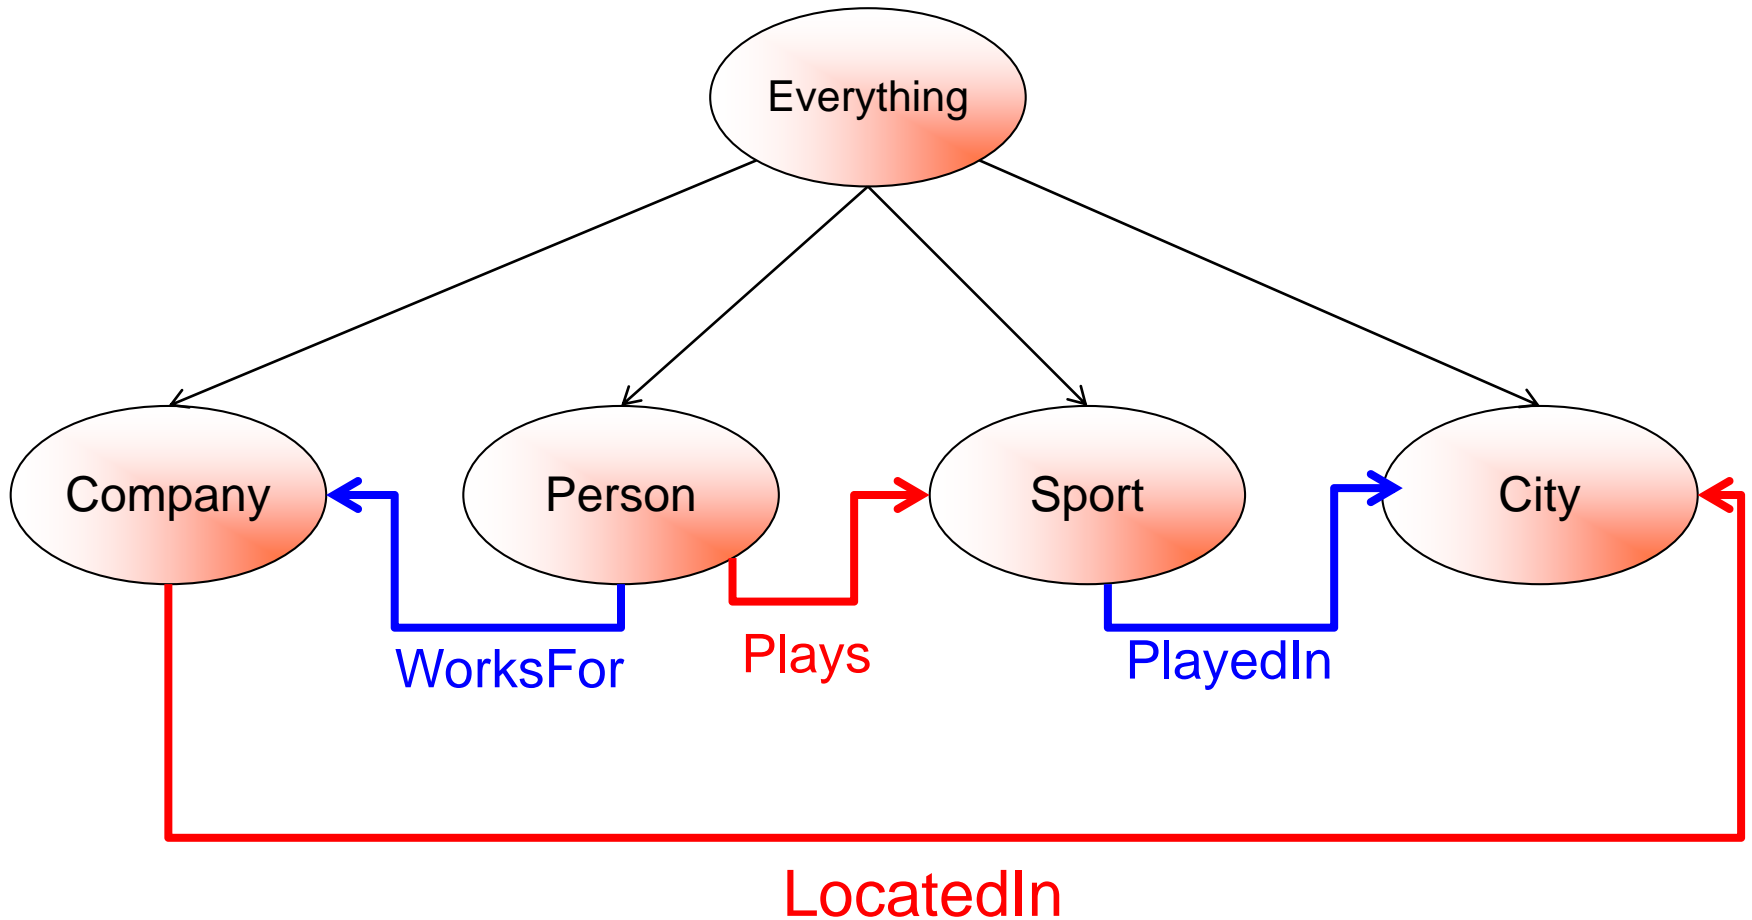 Everything
Company
Person
Sport
City
WorksFor
Plays
PlayedIn
LocatedIn